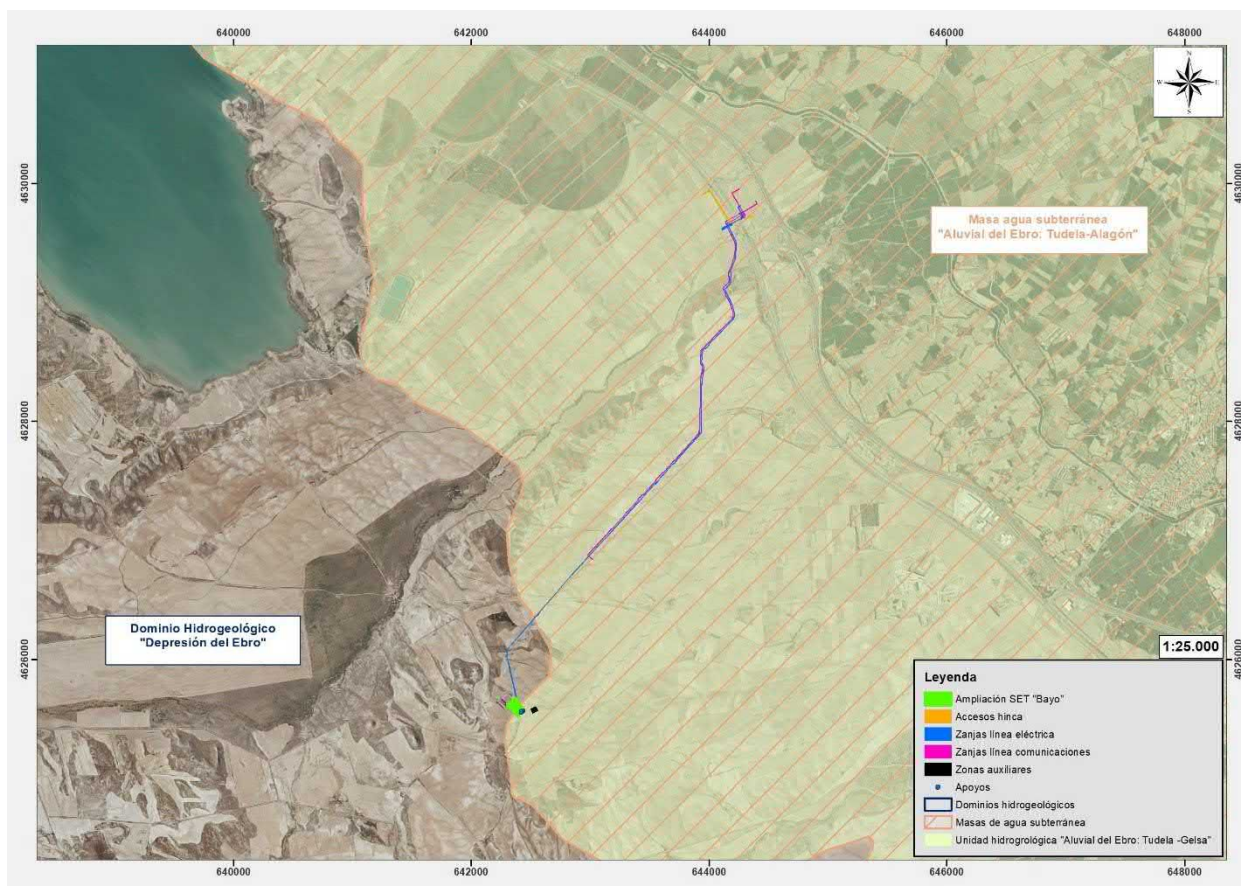 640000 642000 644000 646000 648000
N
W E
S
4630000 4630000
Masa agua subterránea
"Aluvial del Ebro: Tudela-Alagón"
4628000 4628000
Dominio Hidrogeológico
"Depresión del Ebro"
1:25.000
4626000 4626000
Leyenda
Ampliación SET "Bayo"
Accesos hinca
Zanjas línea eléctrica
Zanjas línea comunicaciones
Zonas auxiliares
Apoyos
Dominios hidrogeológicos
Masas de agua subterránea
Unidad hidrogrológica "Aluvial del Ebro: Tudela -Gelsa"
640000 642000 644000 646000 648000